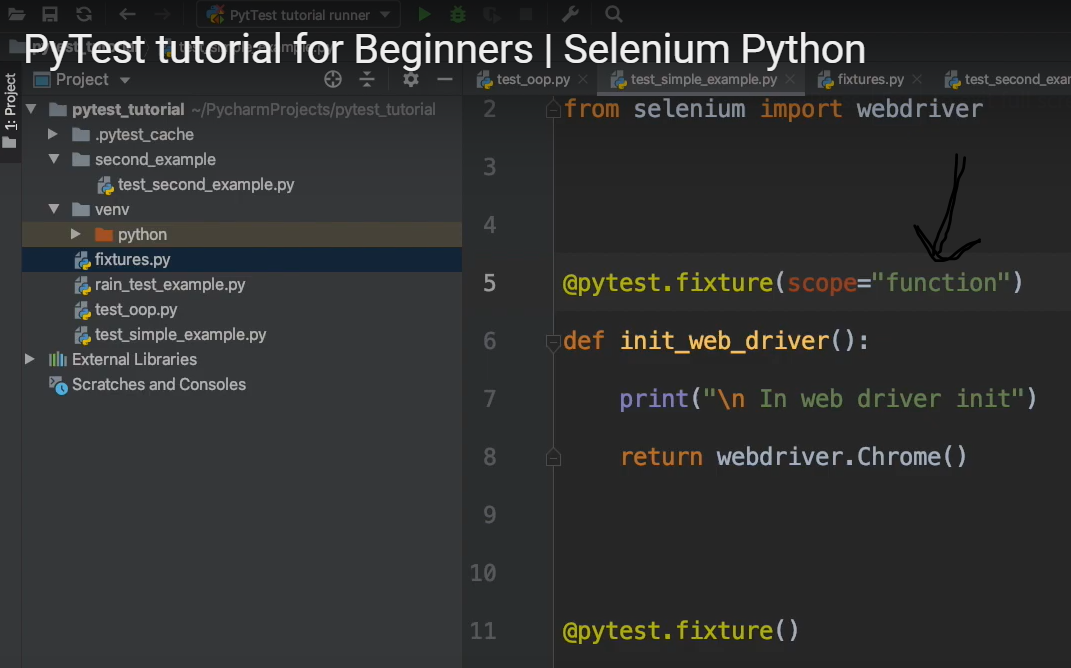 PytTest tutorial runner
PyTest tutorial for Beginners | Selenium Python
1: Project
Project
test_oop.py
test_simple_example.py
fixtures.py
test_second_exar
pytest_tutorial ~/PycharmProjects/pytest_tutorial
.pytest_cache
second_example
test_second_example.py
venv
python
fixtures.py
rain_test_example.py
test_oop.py
test_simple_example.py
External Libraries
Scratches and Consoles
2 from selenium import webdriver
3
4
5 @pytest.fixture(scope="function")
6 def init_web_driver():
7 print("\n In web driver init")
8 return webdriver.Chrome()
9
10
11 @pytest.fixture()